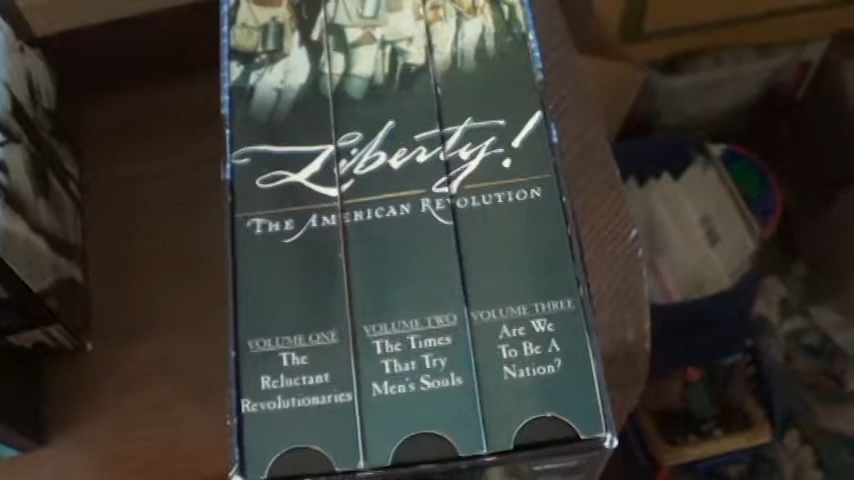 Liberty!
THE AMERICAN REVOLUTION
VOLUME ONE
The
Reluctant
Revolutionaries
VOLUME TWO
The Times
That Try
Men's Souls
VOLUME THREE
Are We
To Be A
Nation?